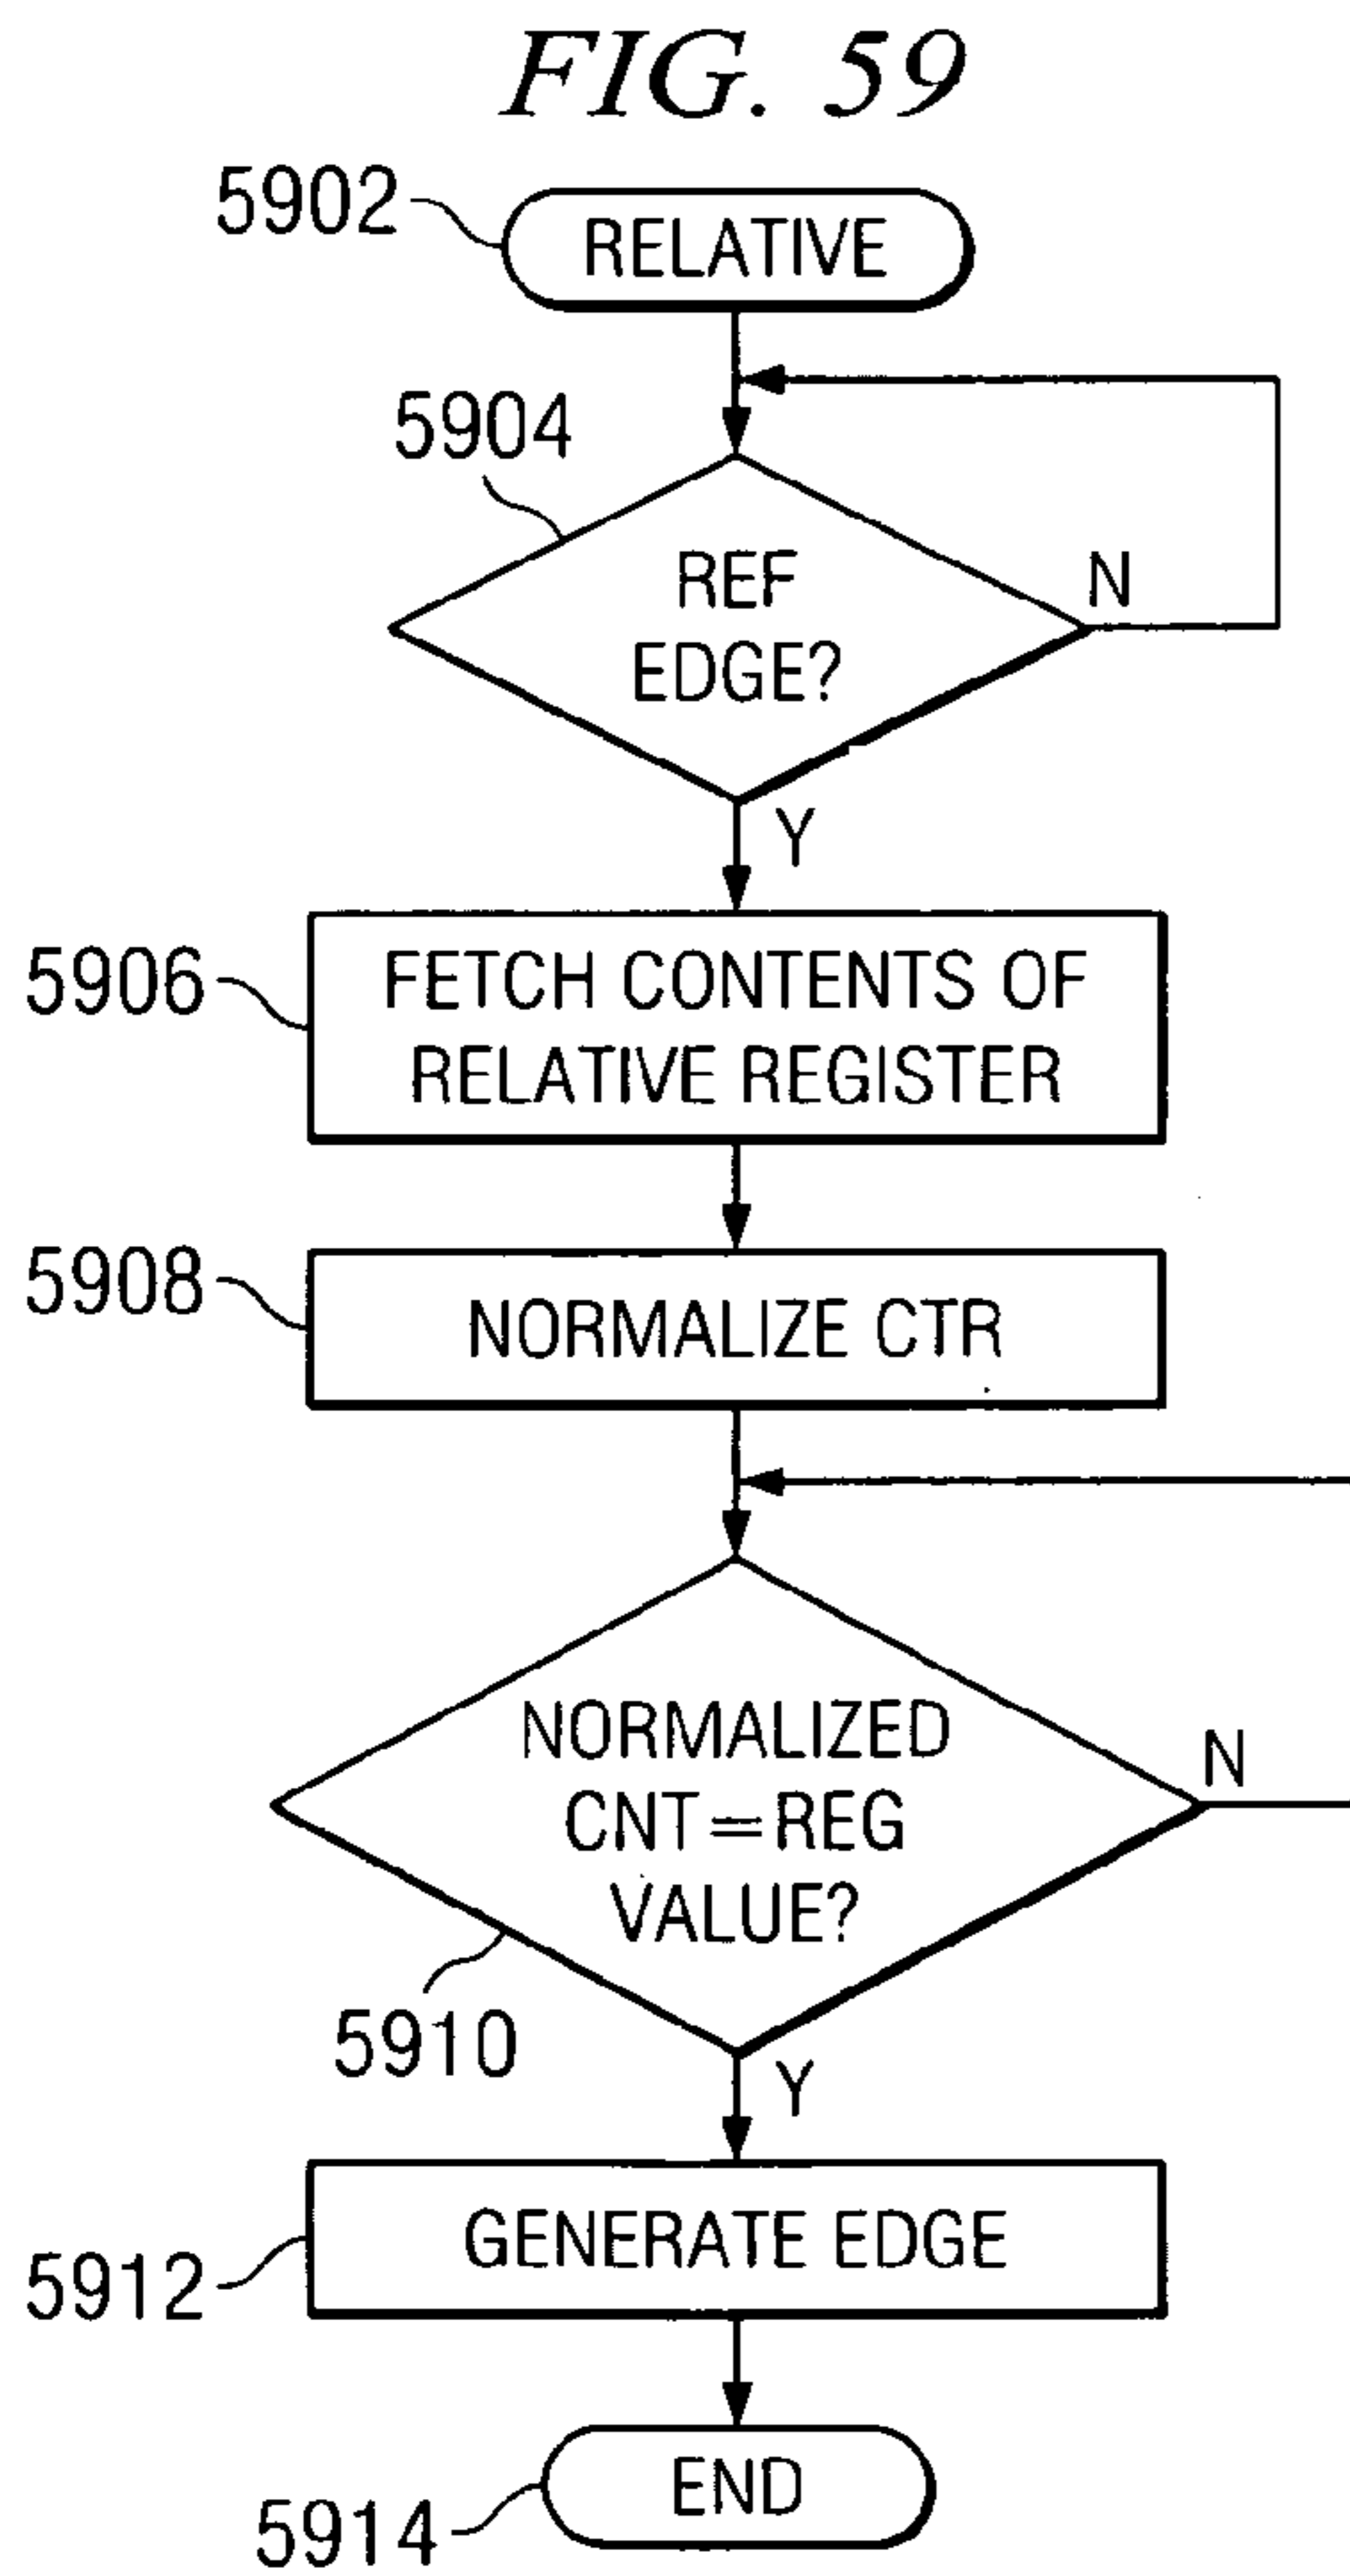 FIG. 59
5902
RELATIVE
5904
REF
EDGE?
N
Y
5906
FETCH CONTENTS OF
RELATIVE REGISTER
5908
NORMALIZE CTR
NORMALIZED
CNT=REG
VALUE?
N
5910
Y
GENERATE EDGE
5912
END
5914